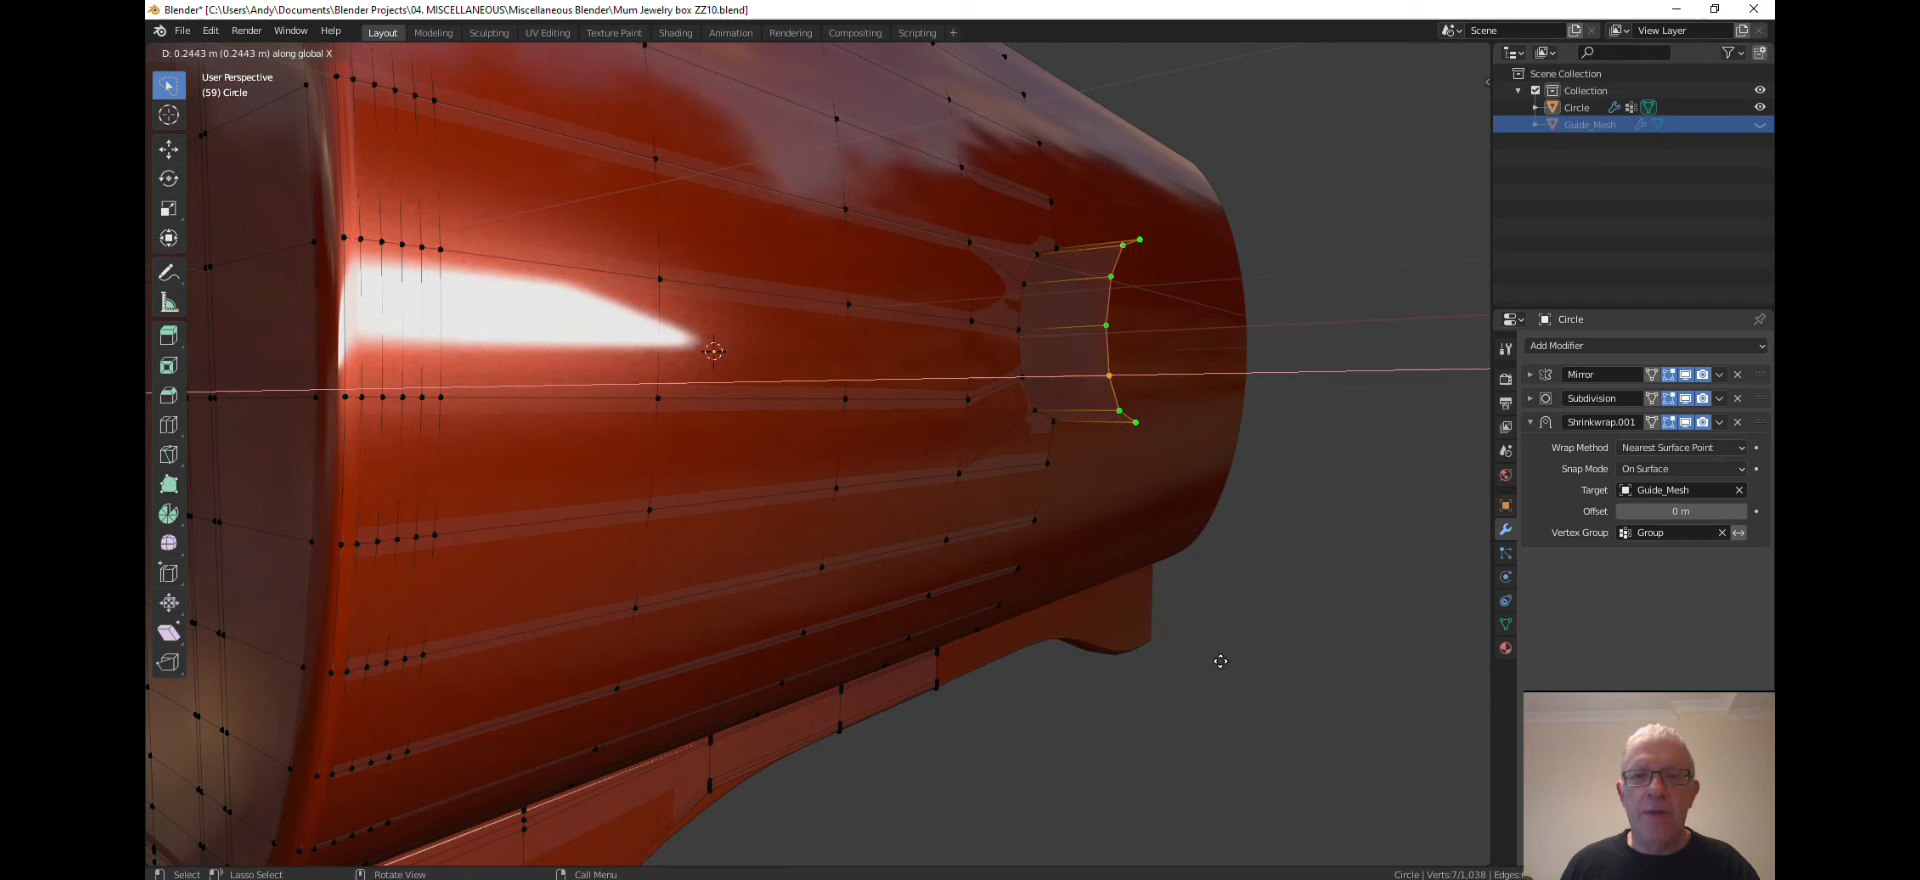 Blender* [C:\Users\Andy\Documents\Blender Projects\04. MISCELLANEOUS\Miscellaneous Blender\Mum Jewelry box ZZ10.blend]
File Edit Render Window Help Layout Modeling Sculpting UV Editing Texture Paint Shading Animation Rendering Compositing Scripting + Scene View Layer
D: 0.2443 m (0.2443 m) along global X
User Perspective
(59) Circle
Scene Collection
Collection
Circle
Guide_Mesh
Circle
Add Modifier
Mirror
Subdivision
Shrinkwrap.001
Wrap Method Nearest Surface Point
Snap Mode On Surface
Target Guide_Mesh
Offset 0 m
Vertex Group Group
Select Lasso Select Rotate View Call Menu Circle | Verts:7/1,038 | Edges: